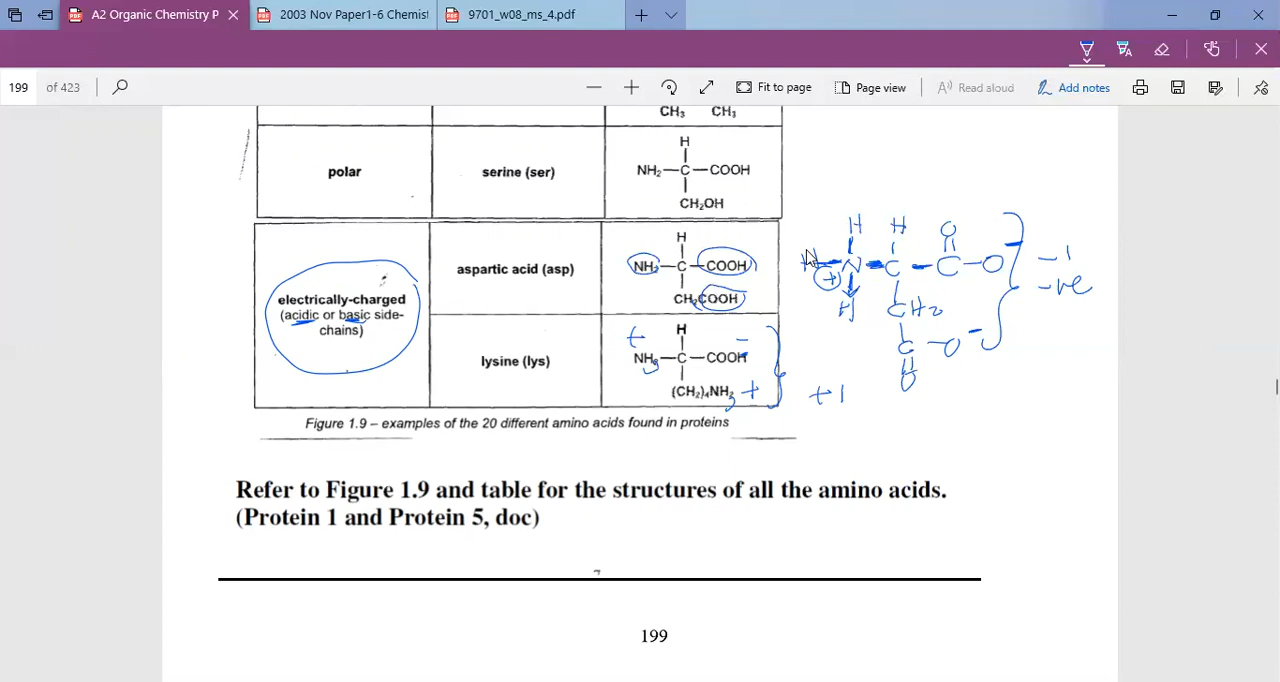 A2 Organic Chemistry P
2003 Nov Paper1-6 Chemist
9701_w08_ms_4.pdf
199 of 423
Fit to page
Page view
Read aloud
Add notes
CH₃ CH₃
polar
serine (ser)
H
NH₂—C—COOH
CH₂OH
electrically-charged
(acidic or basic side-
chains)
aspartic acid (asp)
H
NH₂—C—COOH
CH₂COOH
lysine (lys)
+ H -
NH₃—C—COOH
(CH₂)₄NH₃ +
+1
H H O
H—N—C—C—O
+
H CH2
C—O-
O
-1
-ve
Figure 1.9 – examples of the 20 different amino acids found in proteins
Refer to Figure 1.9 and table for the structures of all the amino acids.
(Protein 1 and Protein 5, doc)
199